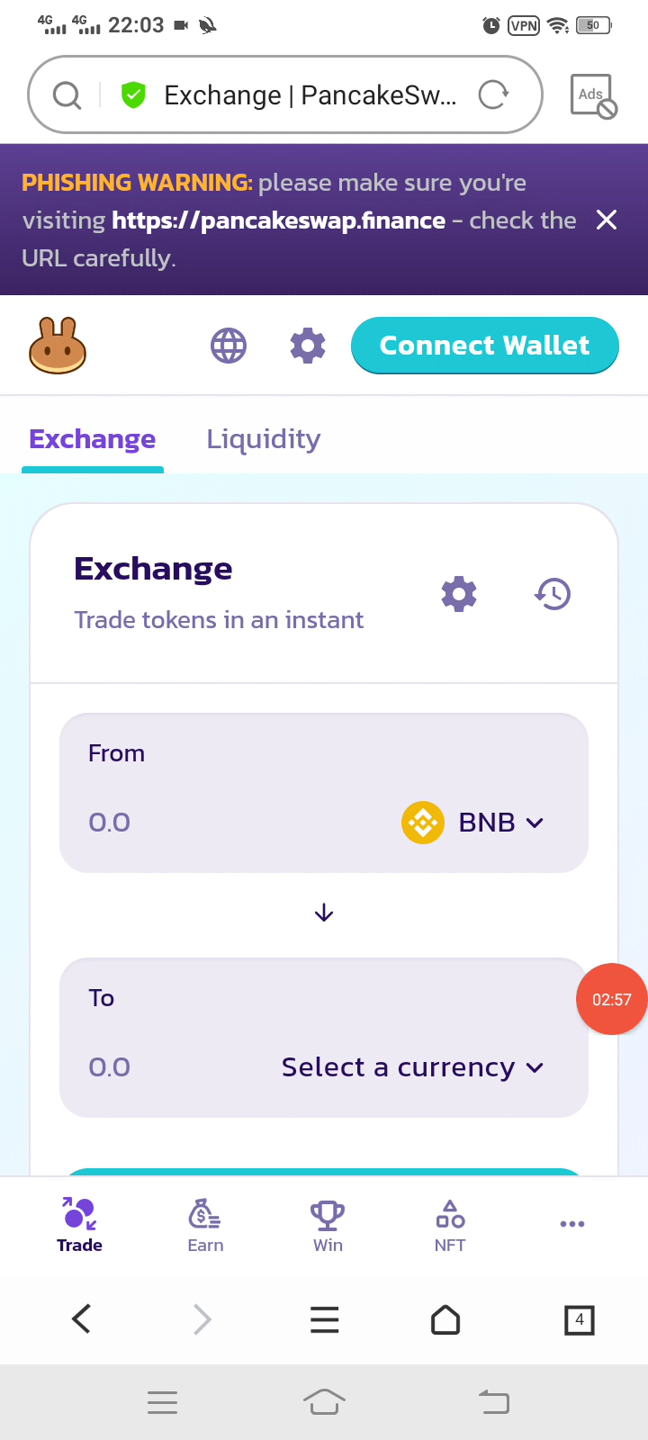 4G 4G 22:03 VPN 50
Exchange | PancakeSw... Ads
PHISHING WARNING: please make sure you're
visiting https://pancakeswap.finance - check the
URL carefully.
Connect Wallet
Exchange Liquidity
Exchange
Trade tokens in an instant
From
0.0 BNB
To
02:57
0.0 Select a currency
Trade Earn Win NFT
4